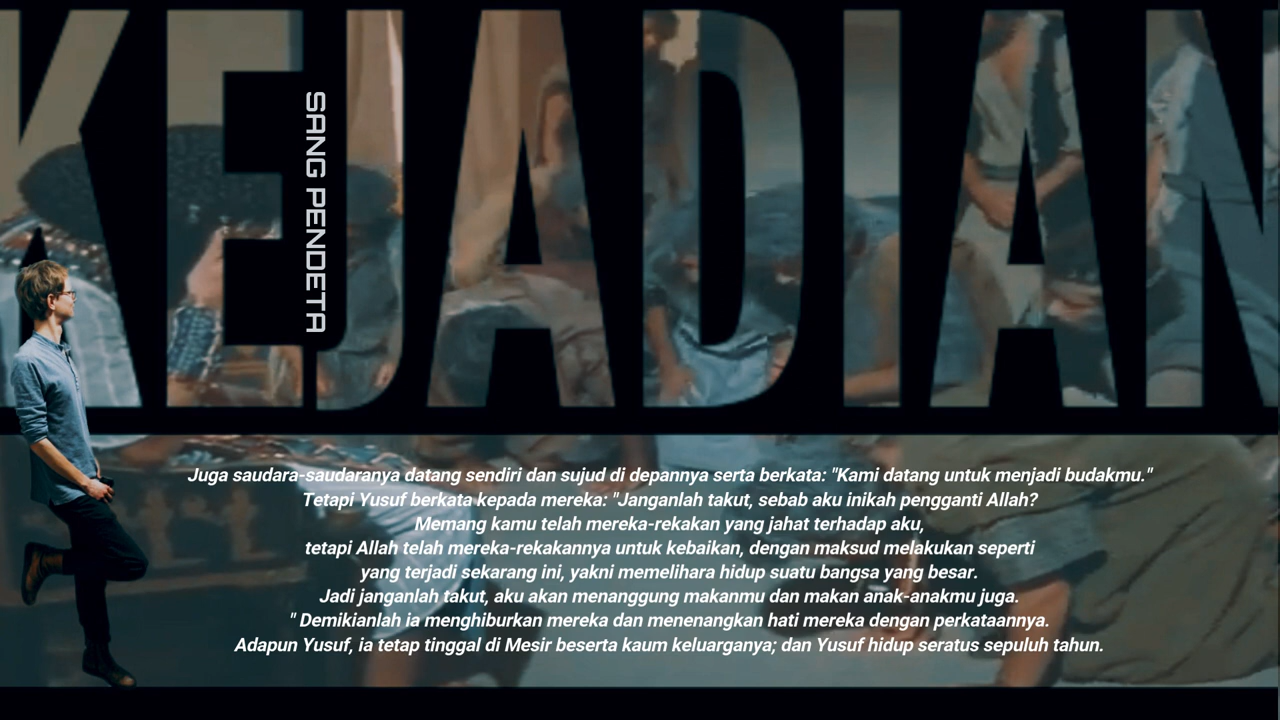 KEJADIAN
SANG PENDETA
Juga saudara-saudaranya datang sendiri dan sujud di depannya serta berkata: "Kami datang untuk menjadi budakmu."
Tetapi Yusuf berkata kepada mereka: "Janganlah takut, sebab aku inikah pengganti Allah?
Memang kamu telah mereka-rekakan yang jahat terhadap aku,
tetapi Allah telah mereka-rekakannya untuk kebaikan, dengan maksud melakukan seperti
yang terjadi sekarang ini, yakni memelihara hidup suatu bangsa yang besar.
Jadi janganlah takut, aku akan menanggung makanmu dan makan anak-anakmu juga.
" Demikianlah ia menghiburkan mereka dan menenangkan hati mereka dengan perkataannya.
Adapun Yusuf, ia tetap tinggal di Mesir beserta kaum keluarganya; dan Yusuf hidup seratus sepuluh tahun.